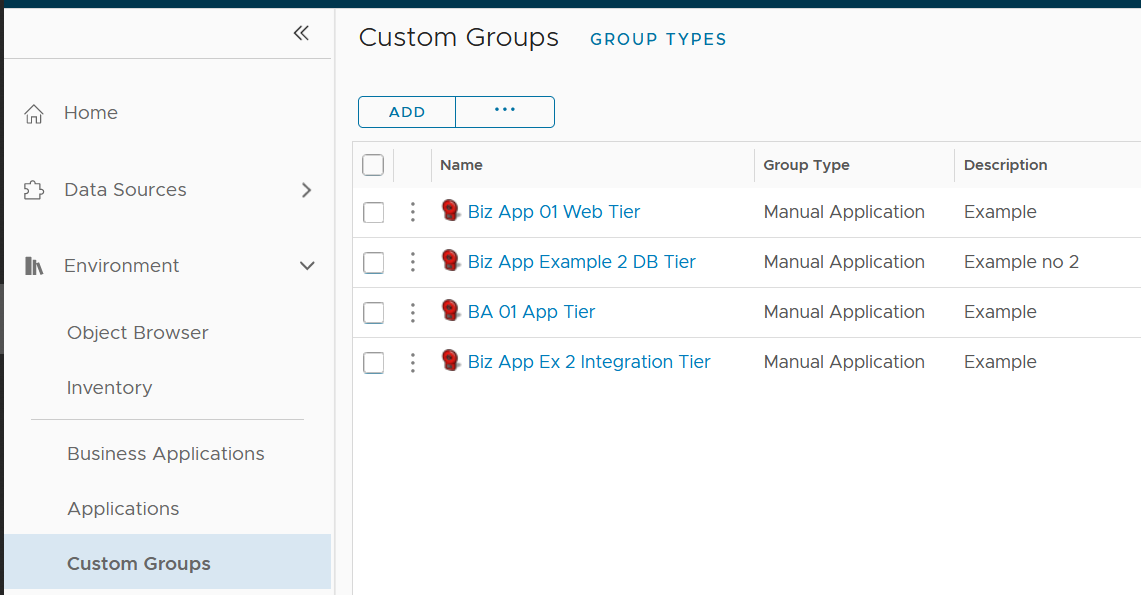 Custom Groups GROUP TYPES
Home
Data Sources
Environment
Object Browser
Inventory
Business Applications
Applications
Custom Groups
ADD ...
Name Group Type Description
Biz App 01 Web Tier Manual Application Example
Biz App Example 2 DB Tier Manual Application Example no 2
BA 01 App Tier Manual Application Example
Biz App Ex 2 Integration Tier Manual Application Example